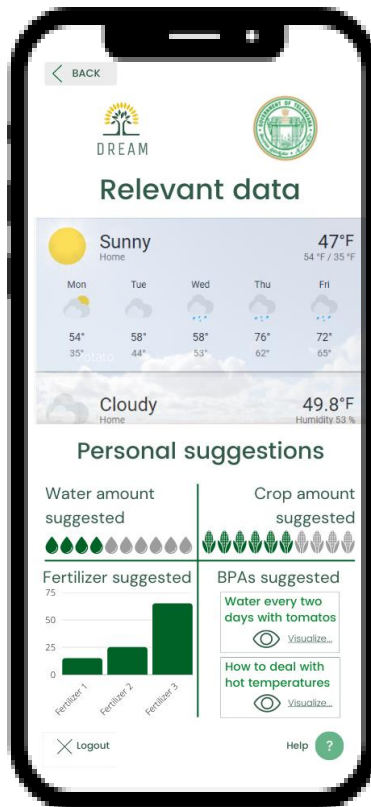 BACK
DREAM
GOVERNMENT OF TELANGANA
Relevant data
Sunny
Home
47°F
54 °F / 35 °F
Mon Tue Wed Thu Fri
54° 58° 58° 76° 72°
35° 44° 53° 62° 65°
Cloudy
Home
49.8°F
Humidity 53 %
Personal suggestions
Water amount
suggested
Crop amount
suggested
Fertilizer suggested
75
50
25
0
Fertilizer 1
Fertilizer 2
Fertilizer 3
BPAs suggested
Water every two
days with tomatos
Visualize...
How to deal with
hot temperatures
Visualize...
Logout
Help ?